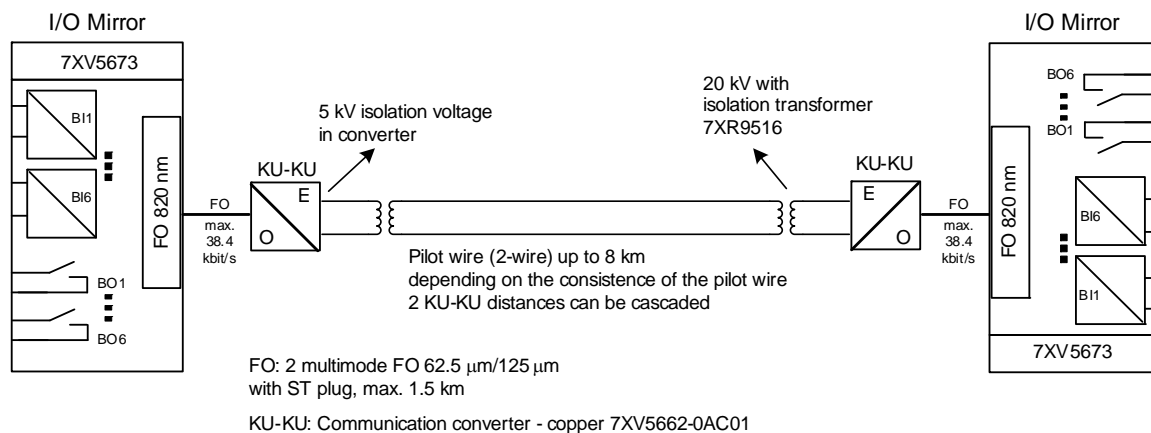 I/O Mirror
7XV5673
BI1
BI6
FO 820 nm
BO1
BO6
FO
max.
38.4
kbit/s
KU-KU
E
O
5 kV isolation voltage
in converter
20 kV with
isolation transformer
7XR9516
Pilot wire (2-wire) up to 8 km
depending on the consistence of the pilot wire
2 KU-KU distances can be cascaded
KU-KU
E
O
FO
max.
38.4
kbit/s
I/O Mirror
BO6
BO1
FO 820 nm
BI6
BI1
7XV5673
FO: 2 multimode FO 62.5 μm/125 μm
with ST plug, max. 1.5 km
KU-KU: Communication converter - copper 7XV5662-0AC01